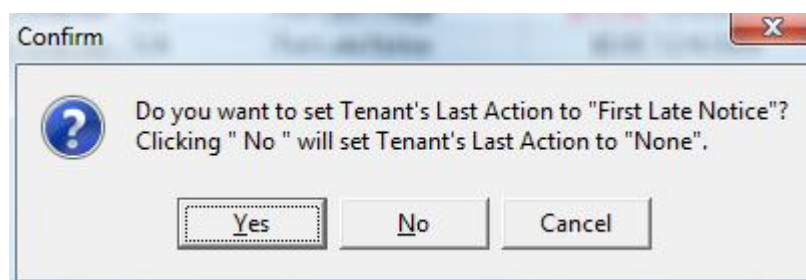 Confirm
Do you want to set Tenant's Last Action to "First Late Notice"?
Clicking " No " will set Tenant's Last Action to "None".
Yes
No
Cancel